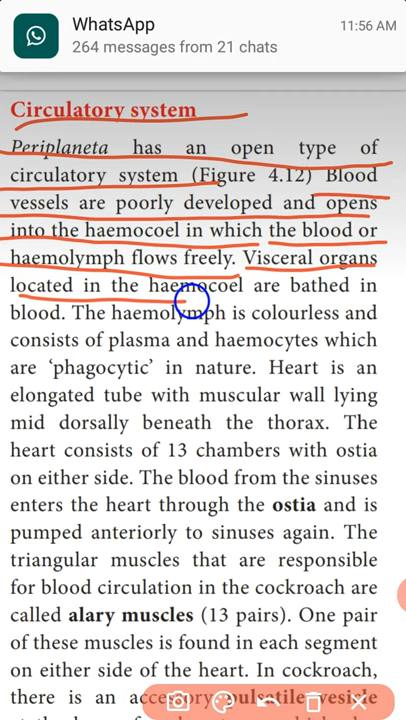 WhatsApp
11:56 AM
264 messages from 21 chats
Circulatory system
Periplaneta has an open type of
circulatory system (Figure 4.12) Blood
vessels are poorly developed and opens
into the haemocoel in which the blood or
haemolymph flows freely. Visceral organs
located in the haemocoel are bathed in
blood. The haemolymph is colourless and
consists of plasma and haemocytes which
are ‘phagocytic’ in nature. Heart is an
elongated tube with muscular wall lying
mid dorsally beneath the thorax. The
heart consists of 13 chambers with ostia
on either side. The blood from the sinuses
enters the heart through the ostia and is
pumped anteriorly to sinuses again. The
triangular muscles that are responsible
for blood circulation in the cockroach are
called alary muscles (13 pairs). One pair
of these muscles is found in each segment
on either side of the heart. In cockroach,
there is an accessory pulsatile vesicle